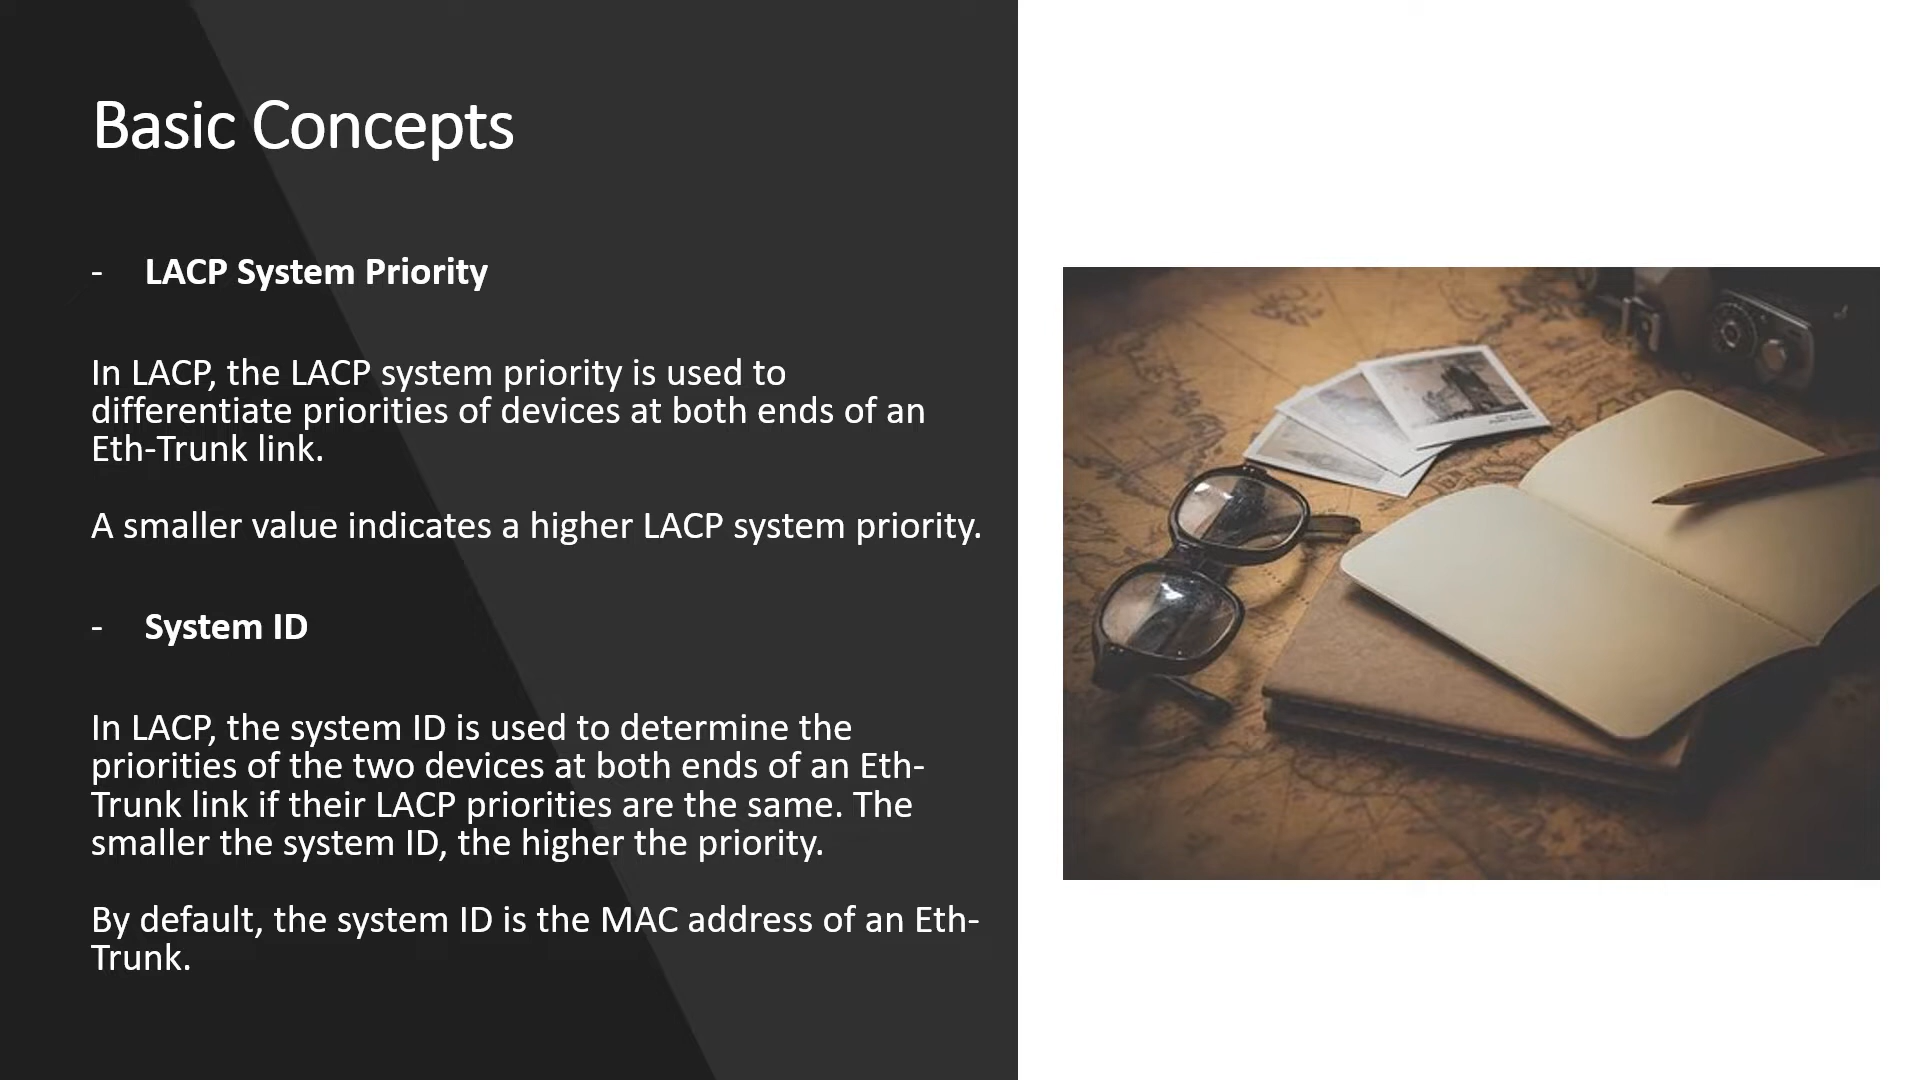 Basic Concepts
- LACP System Priority
In LACP, the LACP system priority is used to
differentiate priorities of devices at both ends of an
Eth-Trunk link.
A smaller value indicates a higher LACP system priority.
- System ID
In LACP, the system ID is used to determine the
priorities of the two devices at both ends of an Eth-
Trunk link if their LACP priorities are the same. The
smaller the system ID, the higher the priority.
By default, the system ID is the MAC address of an Eth-
Trunk.